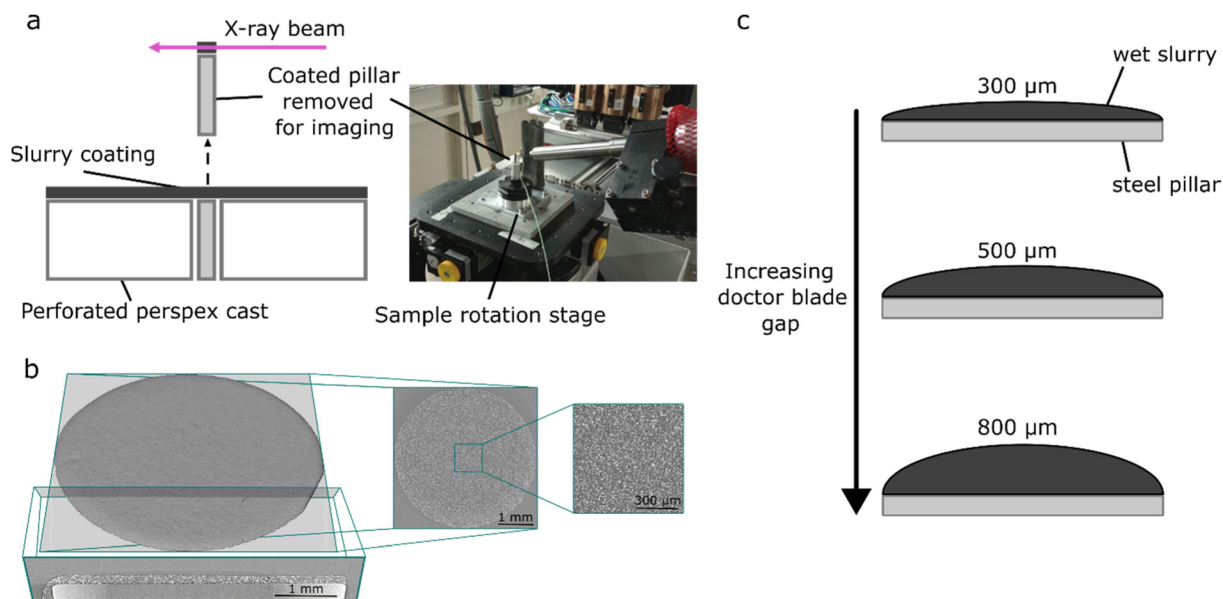 a
X-ray beam
Coated pillar
removed
for imaging
Slurry coating
Perforated perspex cast
Sample rotation stage
b
1 mm
1 mm
300 μm
c
wet slurry
300 μm
steel pillar
500 μm
Increasing
doctor blade
gap
800 μm